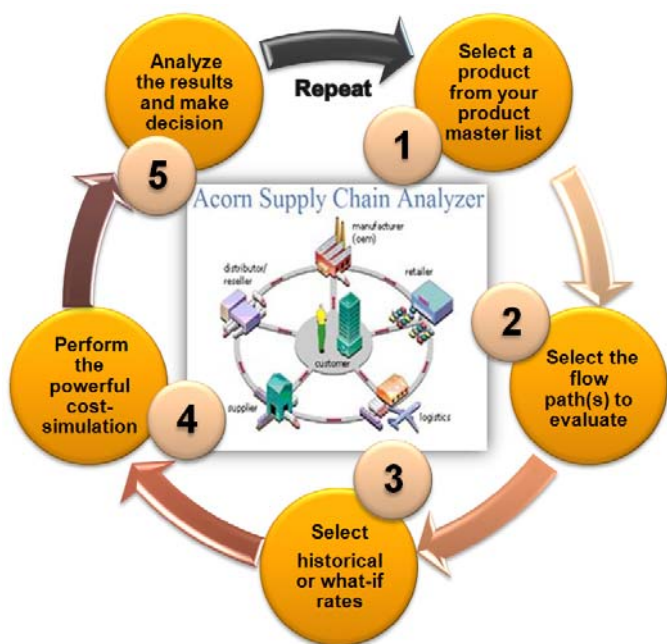 Select a
product
from your
product
master list
1
Select the
flow
path(s) to
evaluate
2
Select
historical
or what-if
rates
3
Perform
the
powerful
cost-
simulation
4
Analyze
the results
and make
decision
5
Repeat
Acorn Supply Chain Analyzer
manufacturer
(oem)
distributor/
reseller
retailer
customer
supplier
logistics